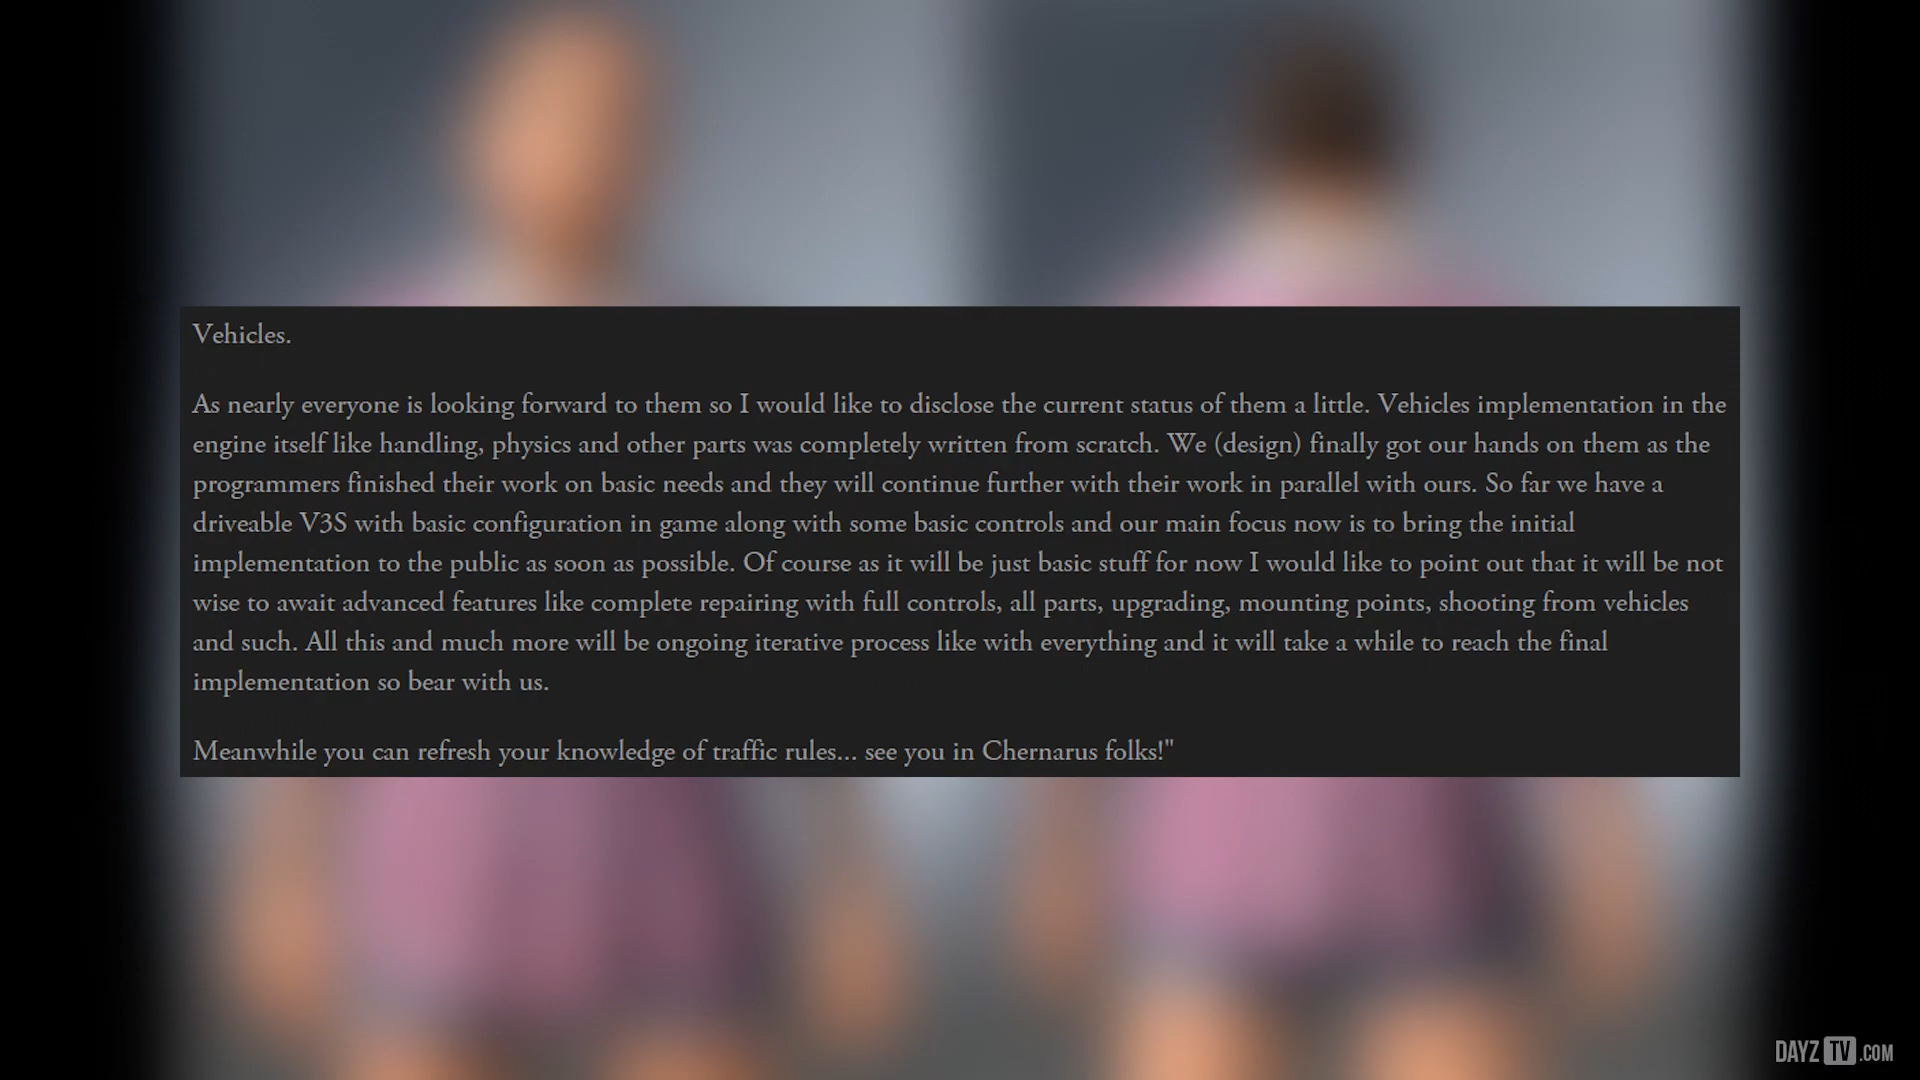 Vehicles.
As nearly everyone is looking forward to them so I would like to disclose the current status of them a little. Vehicles implementation in the
engine itself like handling, physics and other parts was completely written from scratch. We (design) finally got our hands on them as the
programmers finished their work on basic needs and they will continue further with their work in parallel with ours. So far we have a
driveable V3S with basic configuration in game along with some basic controls and our main focus now is to bring the initial
implementation to the public as soon as possible. Of course as it will be just basic stuff for now I would like to point out that it will be not
wise to await advanced features like complete repairing with full controls, all parts, upgrading, mounting points, shooting from vehicles
and such. All this and much more will be ongoing iterative process like with everything and it will take a while to reach the final
implementation so bear with us.
Meanwhile you can refresh your knowledge of traffic rules... see you in Chernarus folks!"
DAYZ TV .COM